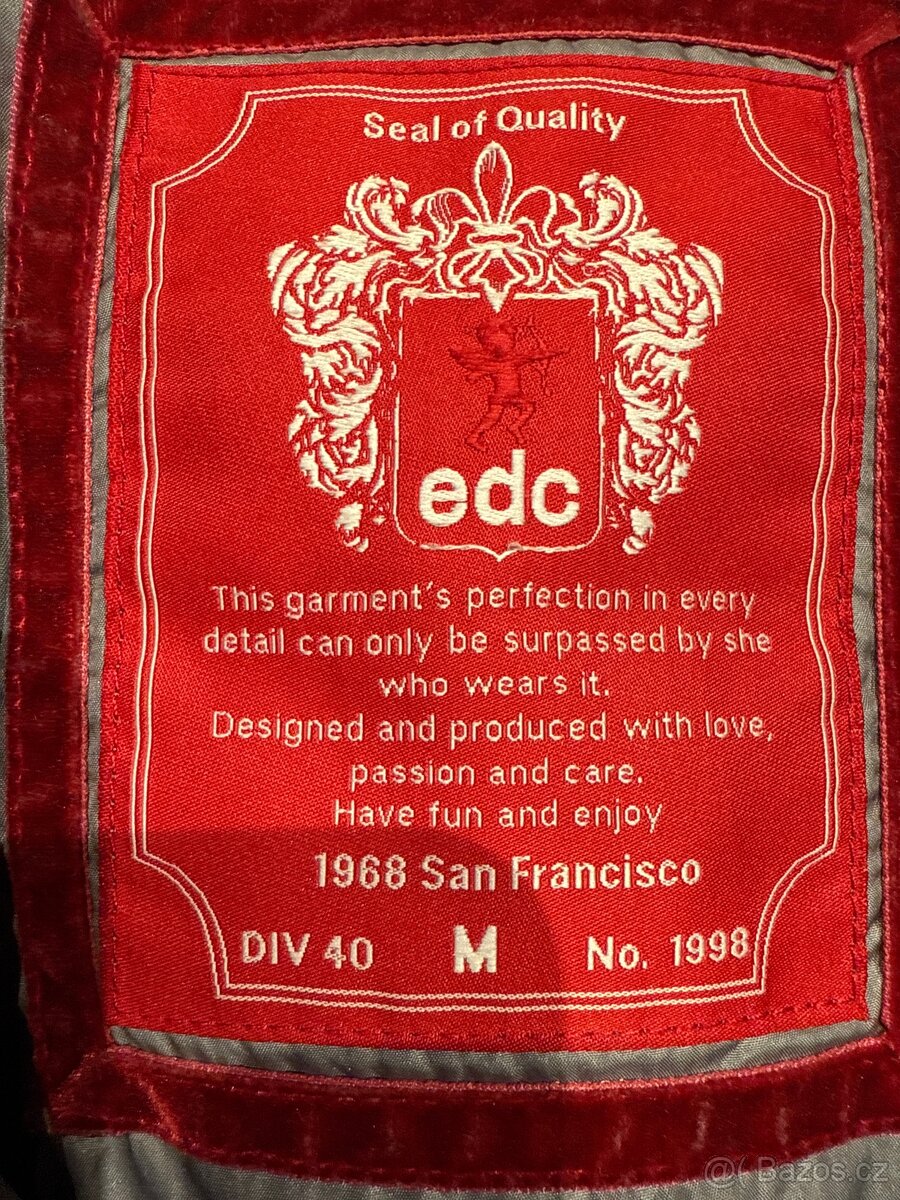 Seal of Quality
edc
This garment's perfection in every
detail can only be surpassed by she
who wears it.
Designed and produced with love,
passion and care.
Have fun and enjoy
1968 San Francisco
DIV 40 M No. 1998
@( Bazos.cz